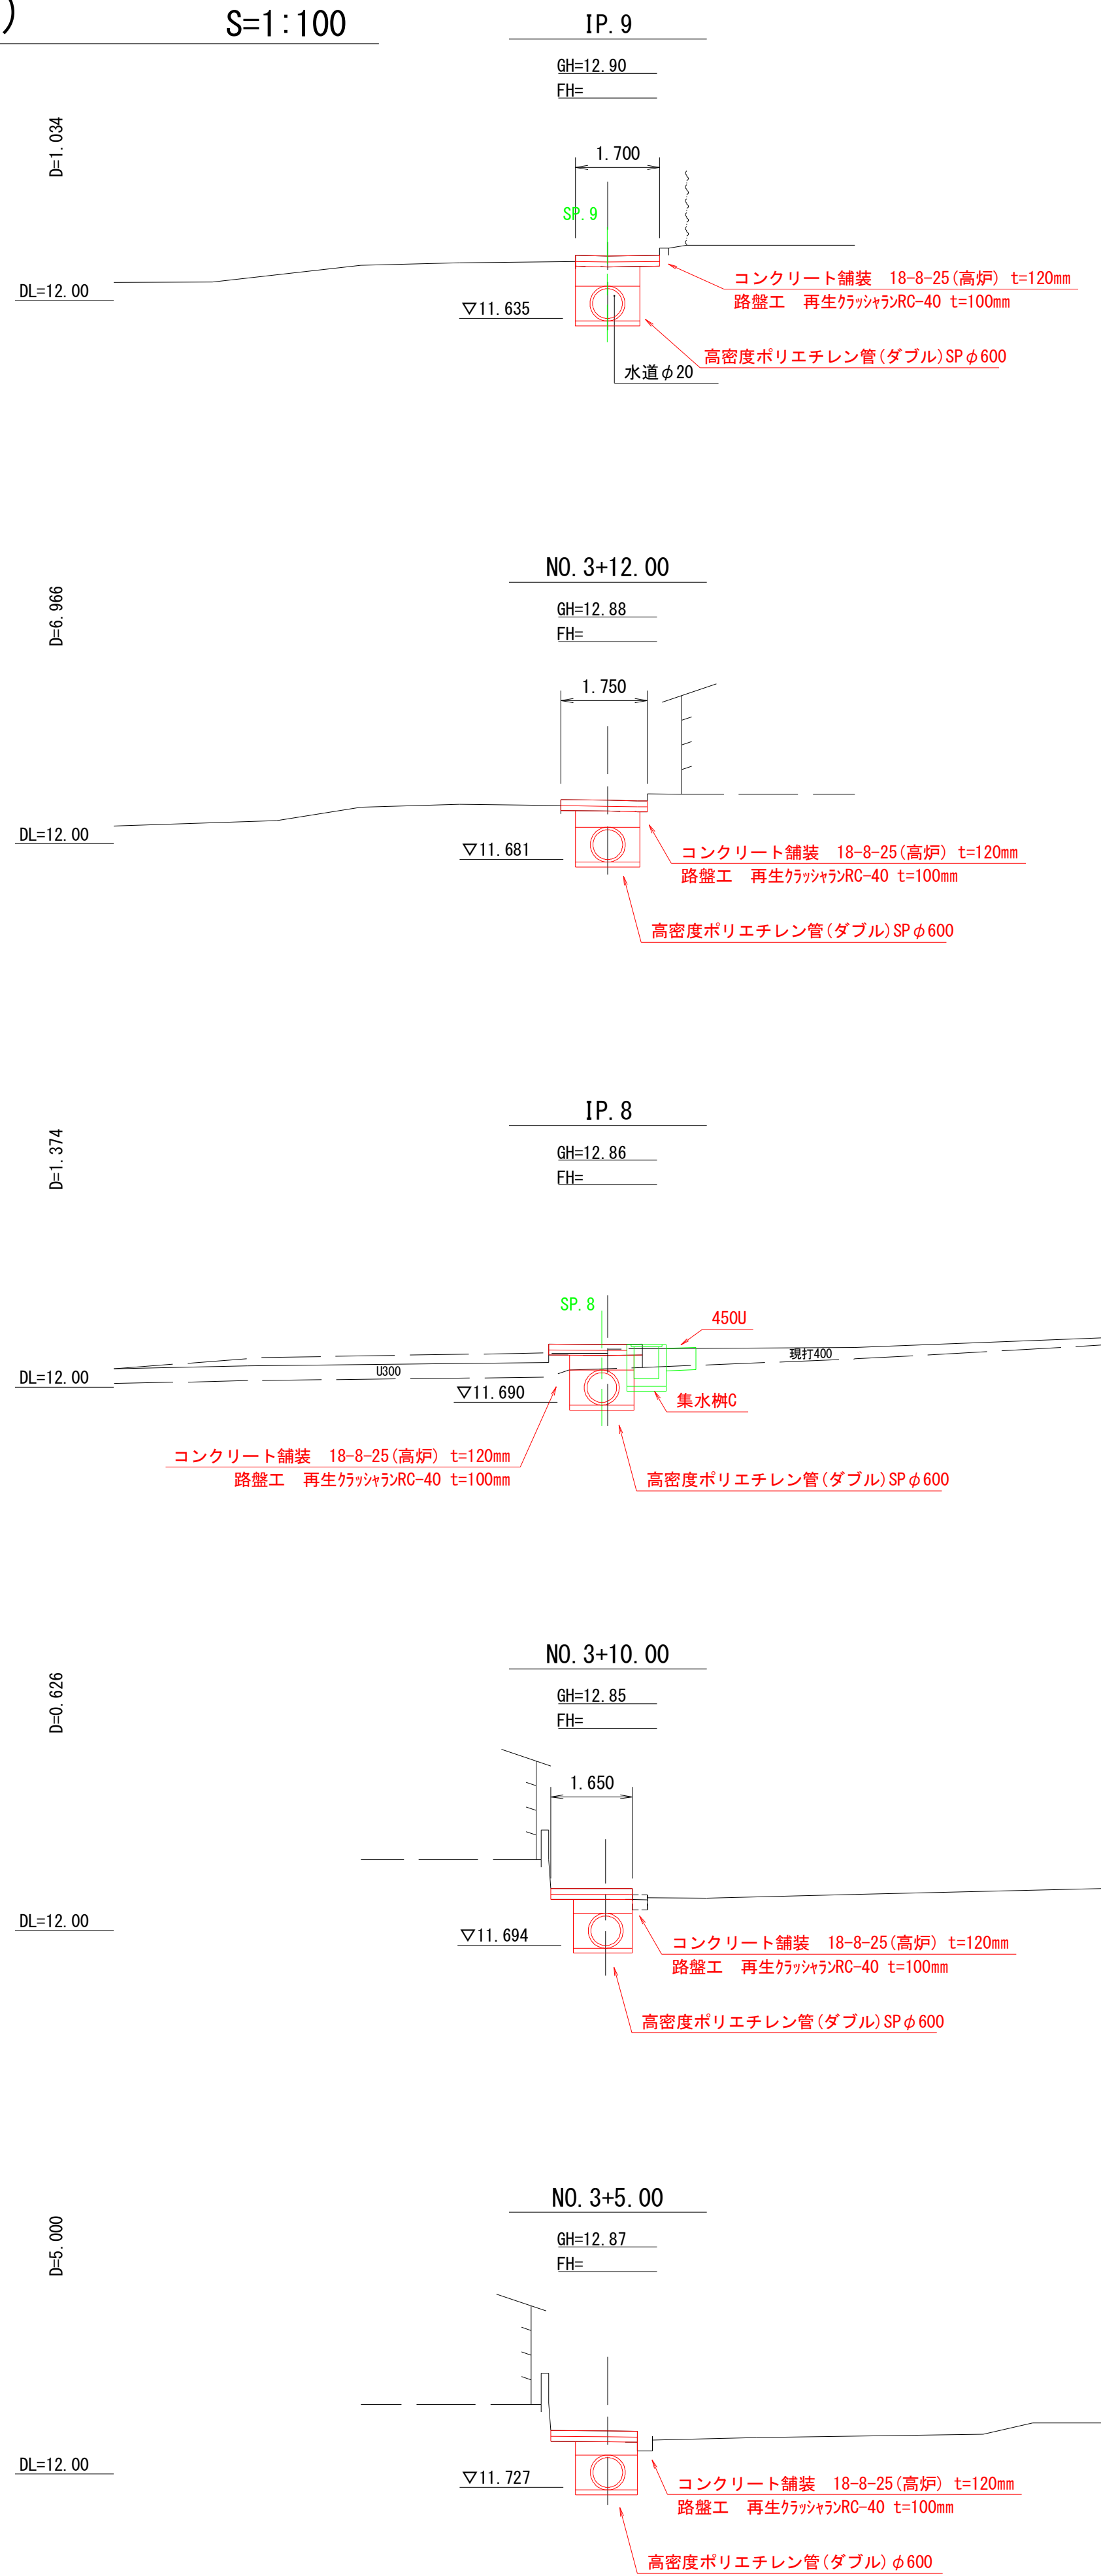 )
S=1:100
IP. 9
GH=12.90
FH=
D=1.034
1.700
SP. 9
コンクリート舗装 18-8-25(高炉) t=120mm
DL=12.00
路盤工 再生ｸﾗｯｼｬﾗﾝRC-40 t=100mm
▽11.635
高密度ポリエチレン管(ダブル)SPφ600
水道φ20
NO. 3+12.00
GH=12.88
FH=
D=6.966
1.750
DL=12.00
▽11.681
コンクリート舗装 18-8-25(高炉) t=120mm
路盤工 再生ｸﾗｯｼｬﾗﾝRC-40 t=100mm
高密度ポリエチレン管(ダブル)SPφ600
IP. 8
GH=12.86
FH=
D=1.374
SP. 8
450U
現打400
U300
DL=12.00
▽11.690
集水桝C
コンクリート舗装 18-8-25(高炉) t=120mm
路盤工 再生ｸﾗｯｼｬﾗﾝRC-40 t=100mm
高密度ポリエチレン管(ダブル)SPφ600
NO. 3+10.00
GH=12.85
FH=
D=0.626
1.650
DL=12.00
▽11.694
コンクリート舗装 18-8-25(高炉) t=120mm
路盤工 再生ｸﾗｯｼｬﾗﾝRC-40 t=100mm
高密度ポリエチレン管(ダブル)SPφ600
NO. 3+5.00
GH=12.87
FH=
D=5.000
DL=12.00
▽11.727
コンクリート舗装 18-8-25(高炉) t=120mm
路盤工 再生ｸﾗｯｼｬﾗﾝRC-40 t=100mm
高密度ポリエチレン管(ダブル)φ600